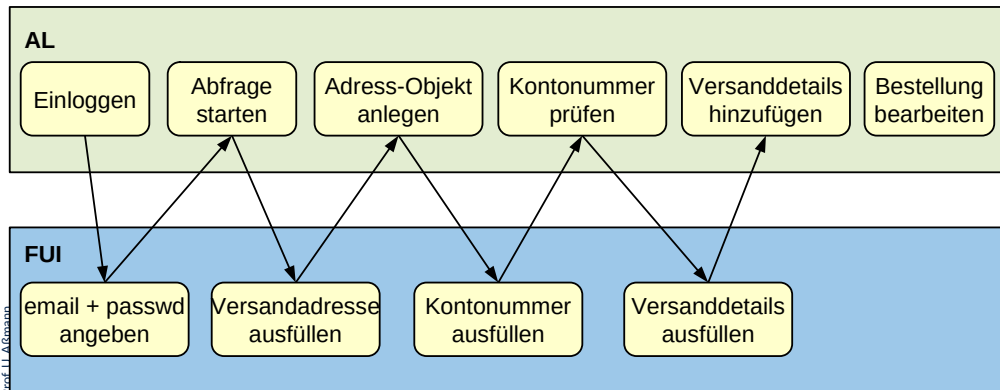 AL
Einloggen
Abfrage
starten
Adress-Objekt
anlegen
Kontonummer
prüfen
Versanddetails
hinzufügen
Bestellung
bearbeiten
FUI
email + passwd
angeben
Versandadresse
ausfüllen
Kontonummer
ausfüllen
Versanddetails
ausfüllen
Aßmann